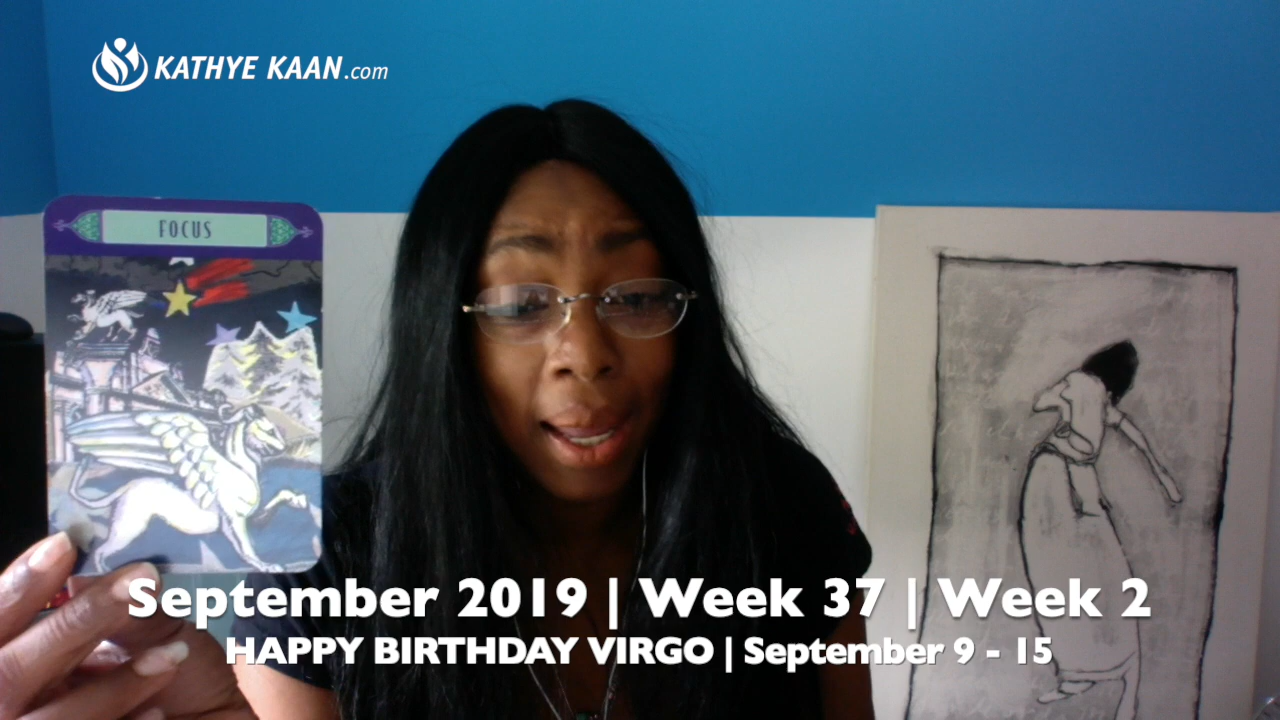 KATHYE KAAN.com
FOCUS
September 2019 | Week 37 | Week 2
HAPPY BIRTHDAY VIRGO | September 9 - 15